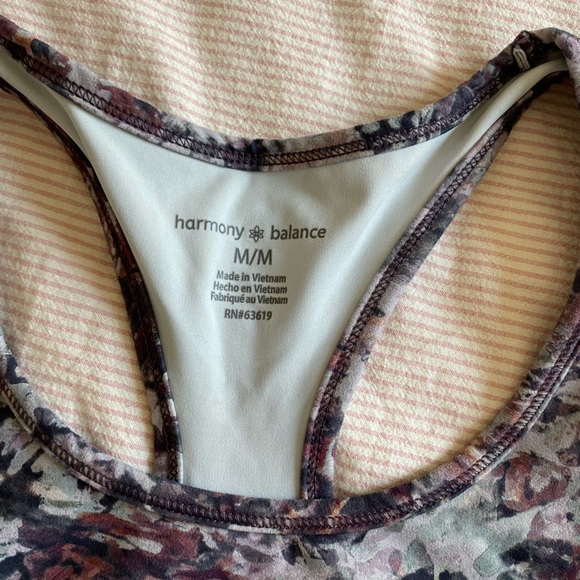 harmony balance
M/M
Made in Vietnam
Hecho en Vietnam
Fabriqué au Vietnam
RN#63619